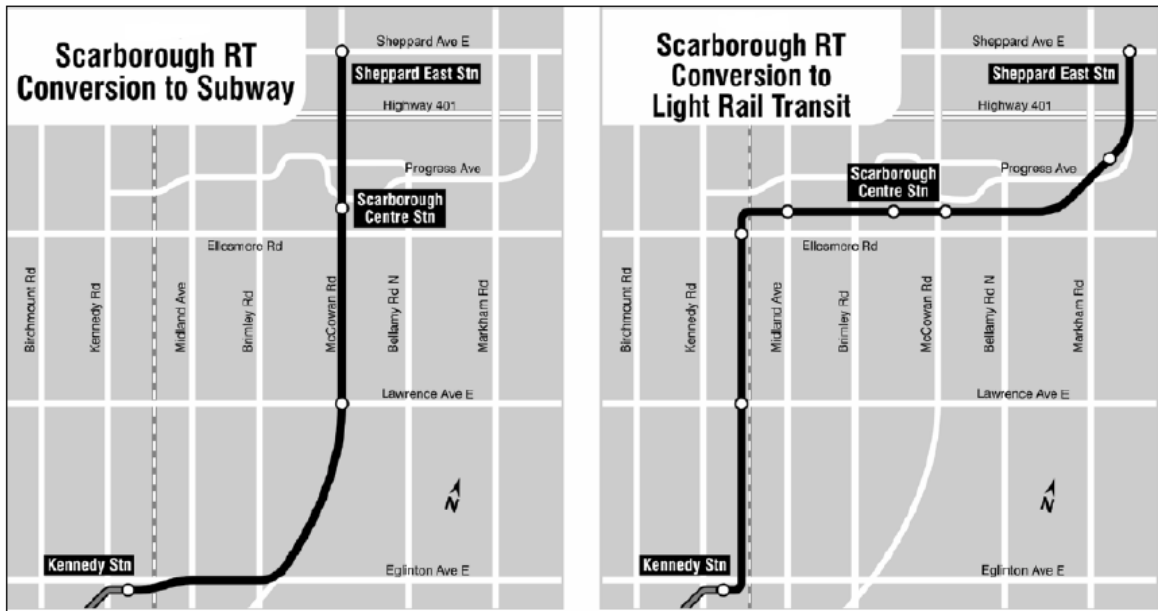 Scarborough RT
Conversion to Subway
Sheppard Ave E
Sheppard East Stn
Highway 401
Progress Ave
Scarborough
Centre Stn
Ellesmere Rd
Birchmount Rd
Kennedy Rd
Midland Ave
Brimley Rd
McCowan Rd
Bellamy Rd N
Markham Rd
Lawrence Ave E
N
Kennedy Stn
Eglinton Ave E
Scarborough RT
Conversion to
Light Rail Transit
Sheppard Ave E
Sheppard East Stn
Highway 401
Progress Ave
Scarborough
Centre Stn
Ellesmere Rd
Birchmount Rd
Kennedy Rd
Midland Ave
Brimley Rd
McCowan Rd
Bellamy Rd N
Markham Rd
Lawrence Ave E
N
Kennedy Stn
Eglinton Ave E